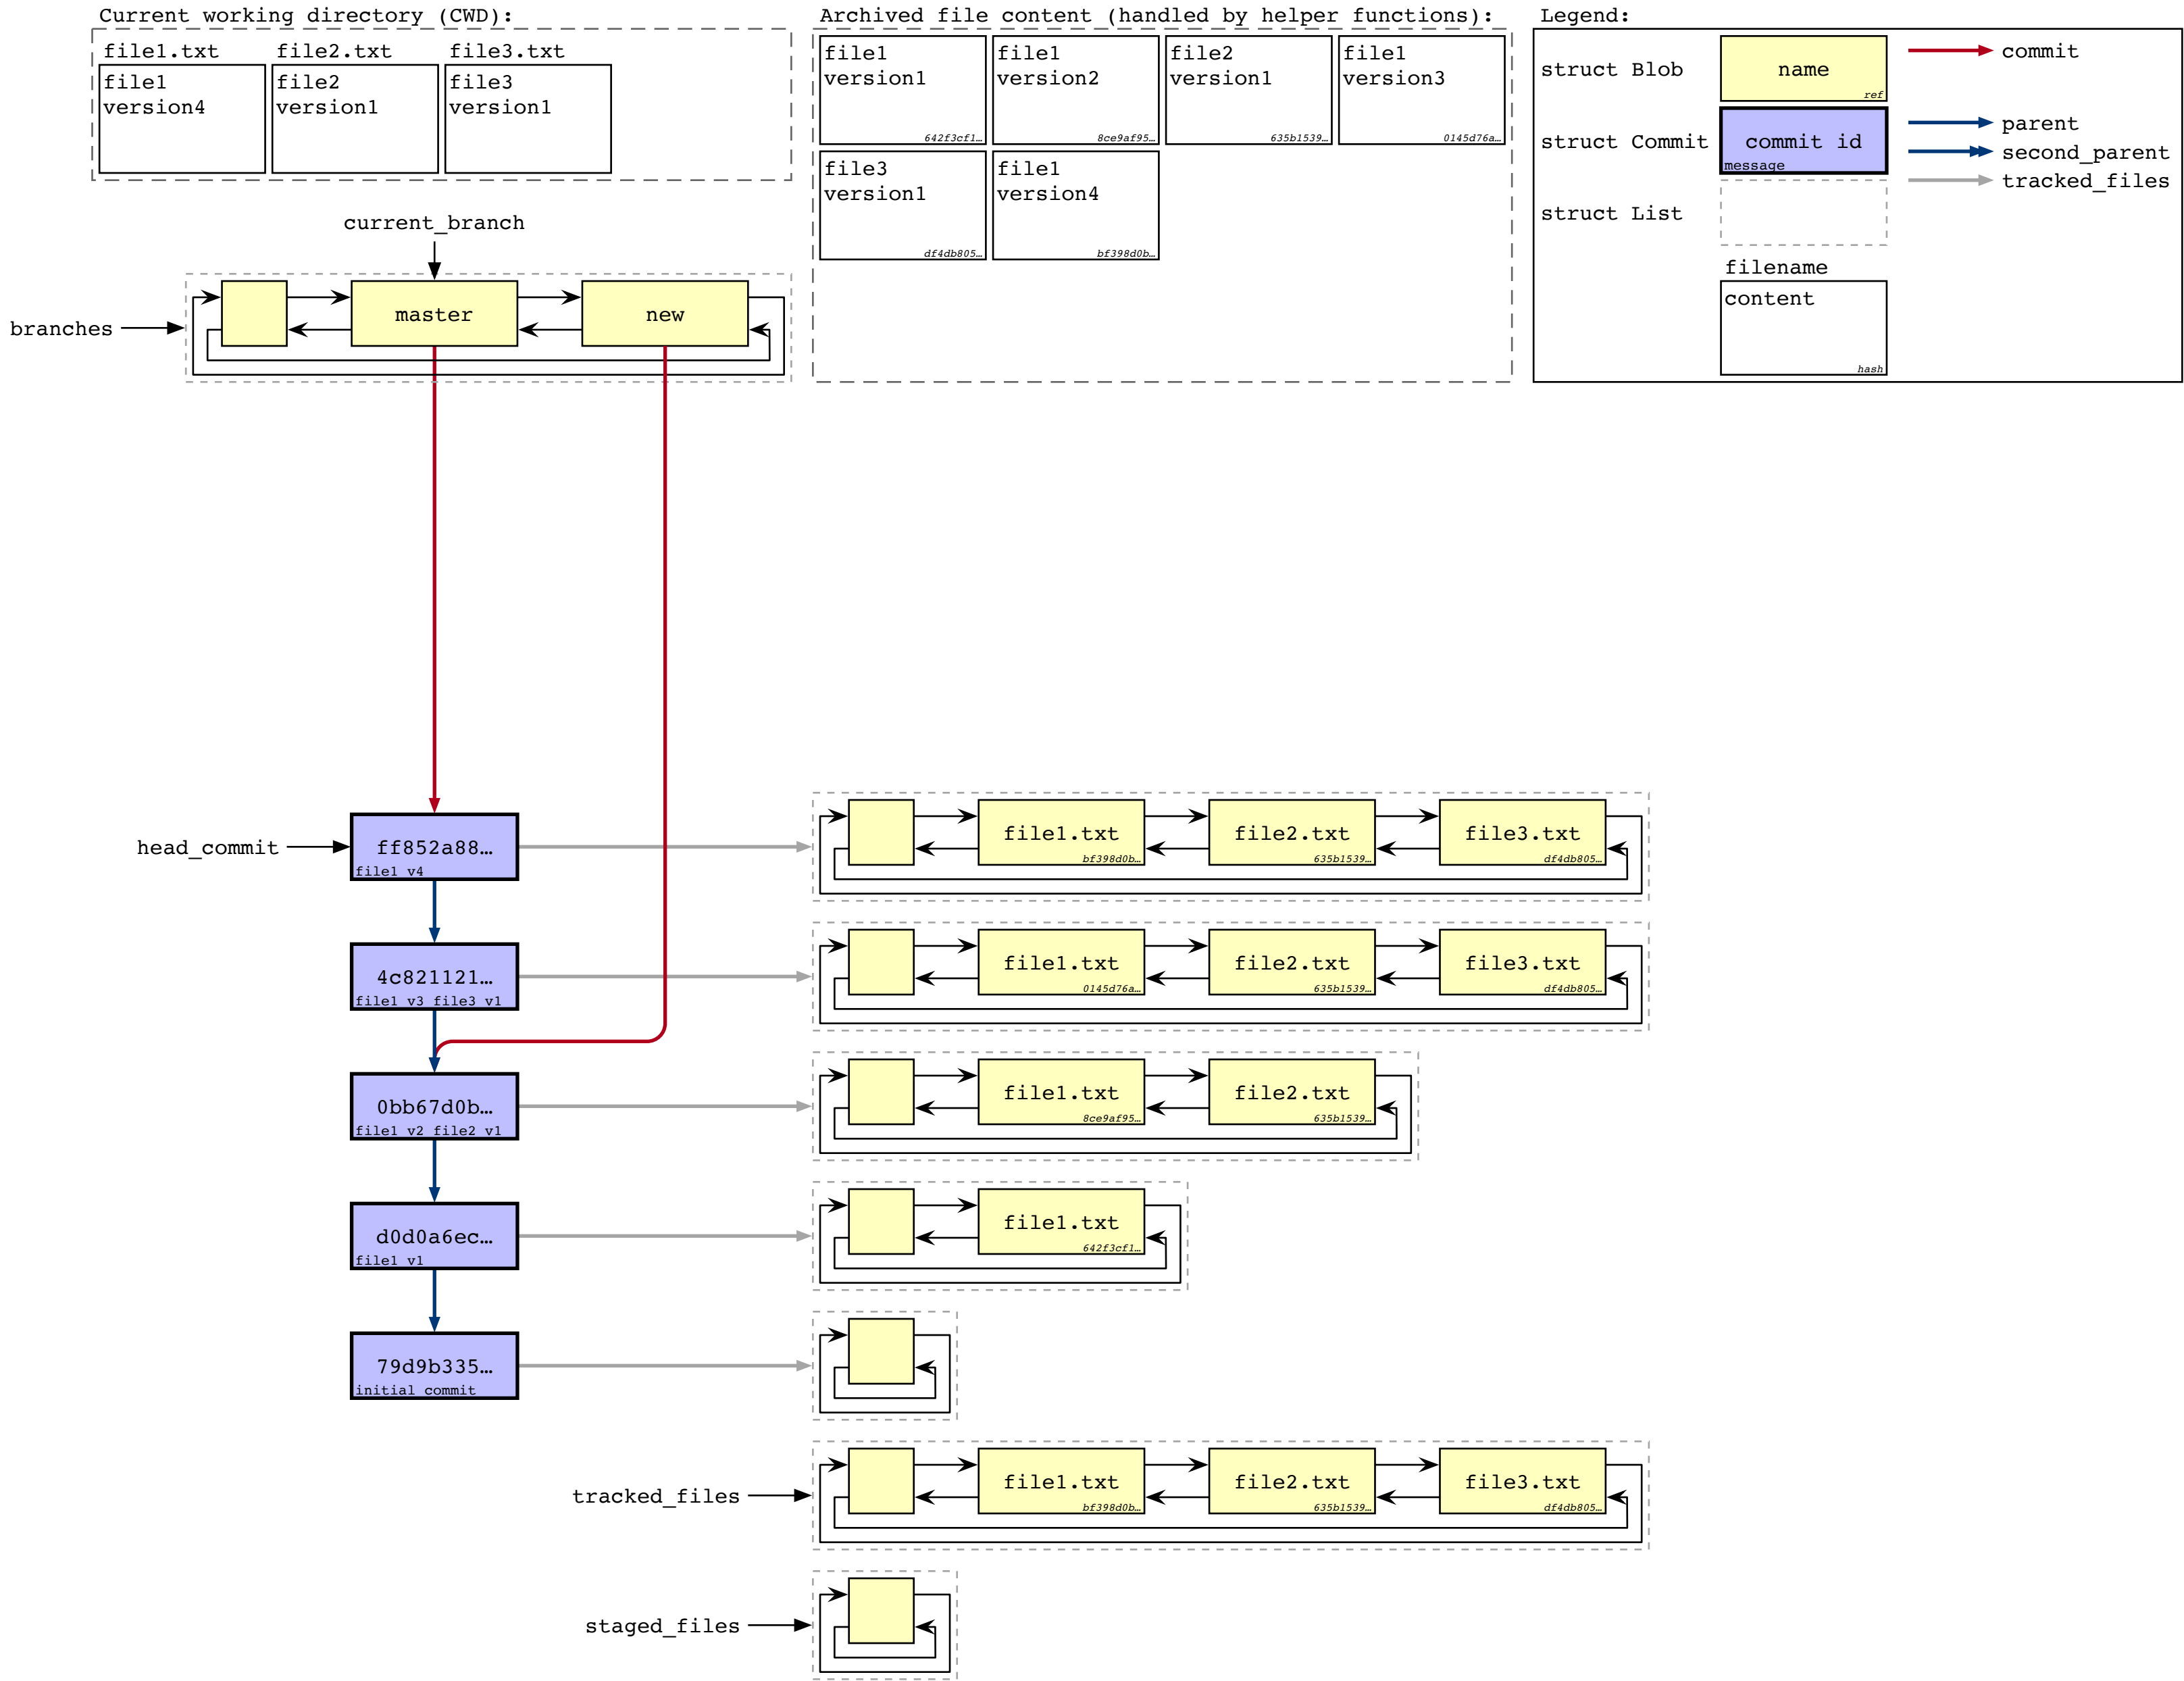 Current working directory (CWD):
file1.txt file2.txt file3.txt
file1
version4
file2
version1
file3
version1
Archived file content (handled by helper functions):
file1
version1
642f3cf1…
file1
version2
8ce9af95…
file2
version1
635b1539…
file1
version3
0145d76a…
file3
version1
df4db805…
file1
version4
bf398d0b…
Legend:
struct Blob
name
ref
struct Commit
commit id
message
struct List
filename
content
hash
commit
parent
second_parent
tracked_files
current_branch
branches
master
new
head_commit
ff852a88…
file1 v4
file1.txt
bf398d0b…
file2.txt
635b1539…
file3.txt
df4db805…
4c821121…
file1 v3 file3 v1
file1.txt
0145d76a…
file2.txt
635b1539…
file3.txt
df4db805…
0bb67d0b…
file1 v2 file2 v1
file1.txt
8ce9af95…
file2.txt
635b1539…
d0d0a6ec…
file1 v1
file1.txt
642f3cf1…
79d9b335…
initial commit
tracked_files
file1.txt
bf398d0b…
file2.txt
635b1539…
file3.txt
df4db805…
staged_files